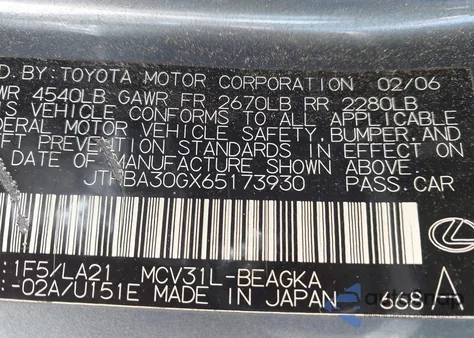 D. BY: TOYOTA MOTOR CORPORATION 02/06
WR 4540LB GAWR FR 2670LB RR 2280LB
IS VEHICLE CONFORMS TO ALL APPLICABLE
DERAL MOTOR VEHICLE SAFETY, BUMPER, AND
FT PREVENTION STANDARDS IN EFFECT ON
DATE OF MANUFACTURE SHOWN ABOVE.
JTHBA30GX65173930 PASS.CAR
:1F5/LA21 MCV31L-BEAGKA
:-02A/U151E MADE IN JAPAN 668 A